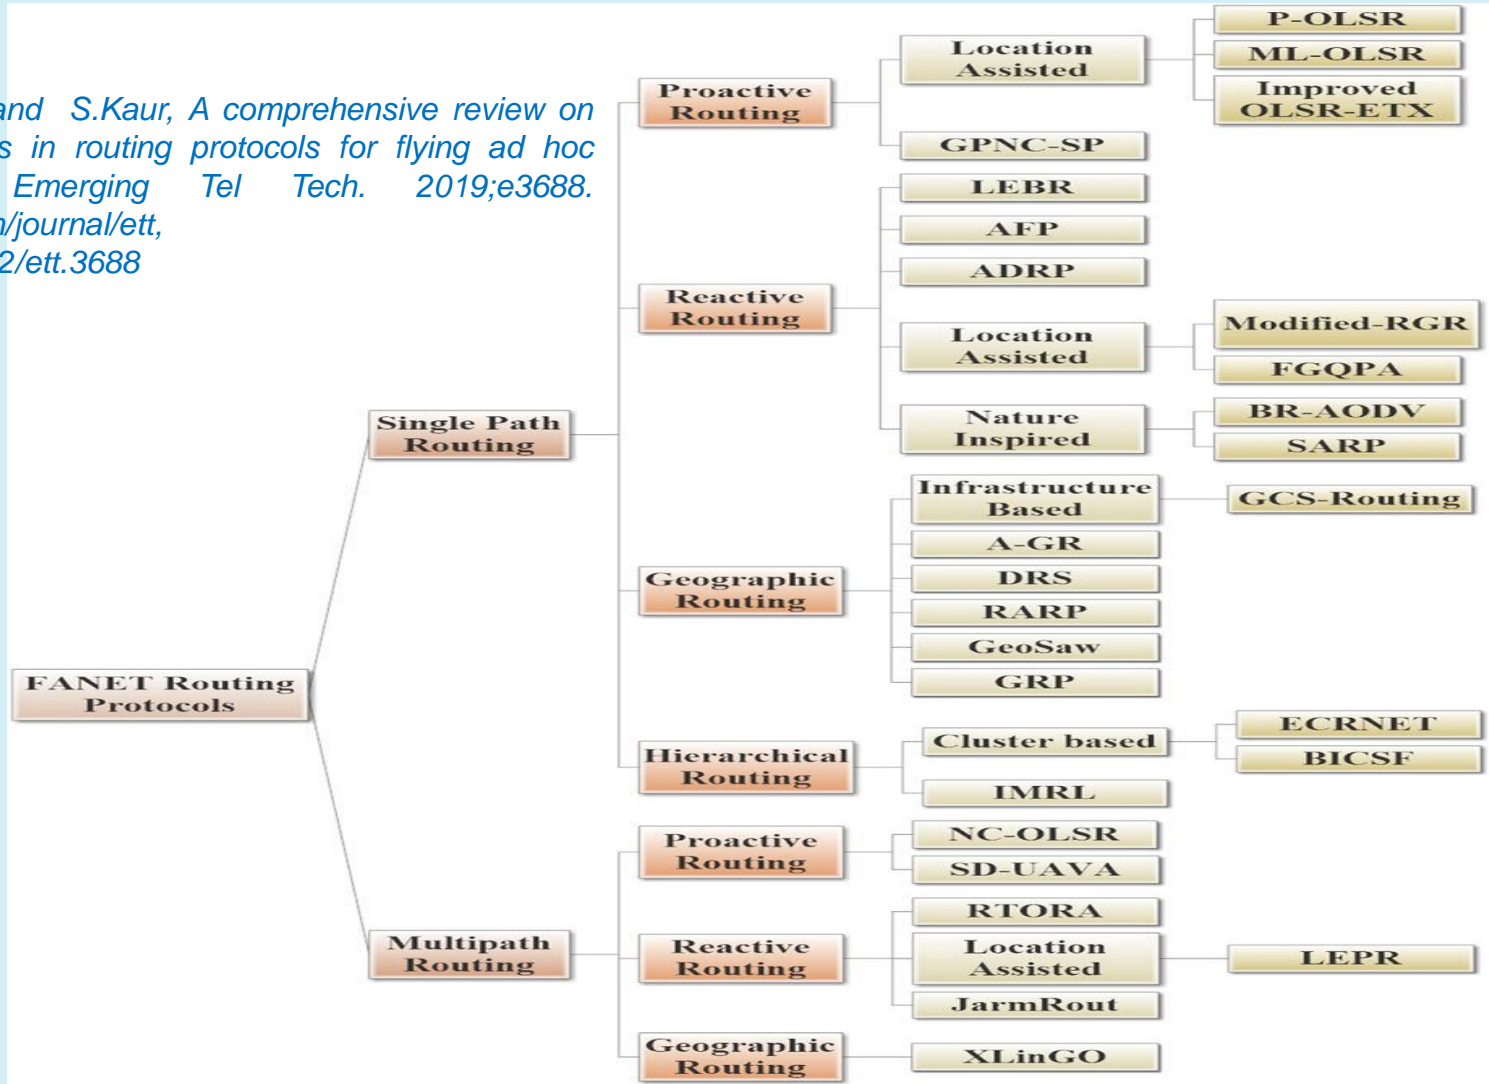 and S.Kaur, A comprehensive review on
s in routing protocols for flying ad hoc
Emerging Tel Tech. 2019;e3688.
n/journal/ett,
2/ett.3688
FANET Routing
Protocols
Single Path
Routing
Proactive
Routing
Location
Assisted
P-OLSR
ML-OLSR
Improved
OLSR-ETX
GPNC-SP
Reactive
Routing
LEBR
AFP
ADRP
Location
Assisted
Modified-RGR
FGQPA
Nature
Inspired
BR-AODV
SARP
Geographic
Routing
Infrastructure
Based
GCS-Routing
A-GR
DRS
RARP
GeoSaw
GRP
Hierarchical
Routing
Cluster based
ECRNET
BICSF
IMRL
Multipath
Routing
Proactive
Routing
NC-OLSR
SD-UAVA
Reactive
Routing
RTORA
Location
Assisted
LEPR
JarmRout
Geographic
Routing
XLinGO